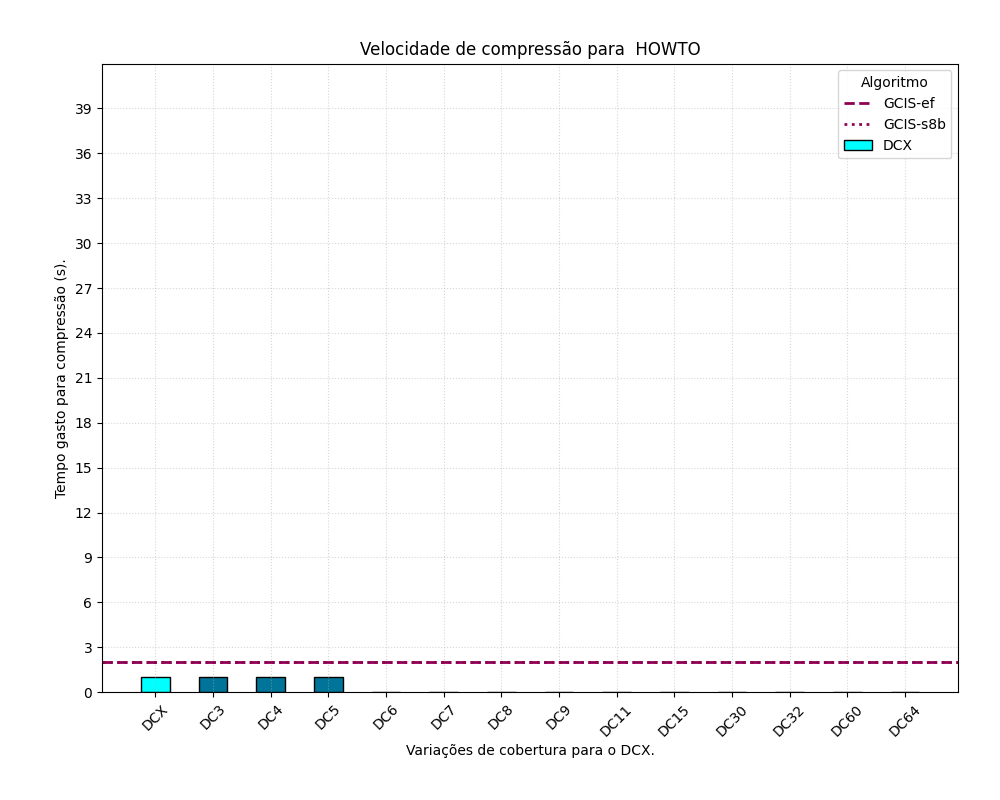 Velocidade de compressão para  HOWTO
Algoritmo
GCIS-ef
GCIS-s8b
DCX
Tempo gasto para compressão (s).
39
36
33
30
27
24
21
18
15
12
9
6
3
0
DCX
DC3
DC4
DC5
DC6
DC7
DC8
DC9
DC11
DC15
DC30
DC32
DC60
DC64
Variações de cobertura para o DCX.